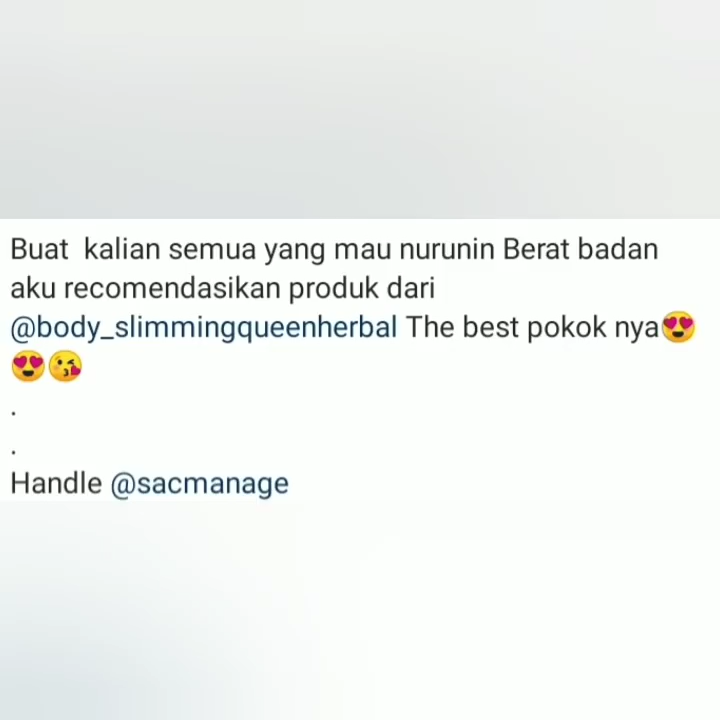 Buat  kalian semua yang mau nurunin Berat badan
aku recomendasikan produk dari
@body_slimmingqueenherbal The best pokok nya😍
😍😘
.
.
Handle @sacmanage